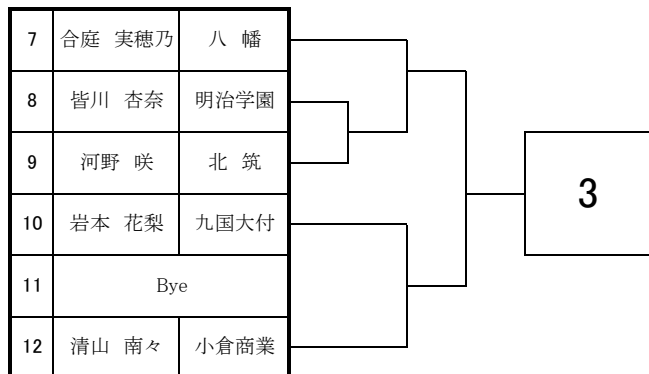 7 合庭 実穂乃 八 幡
8 皆川 杏奈 明治学園
9 河野 咲 北 筑
10 岩本 花梨 九国大付
11 Bye
12 清山 南々 小倉商業
3